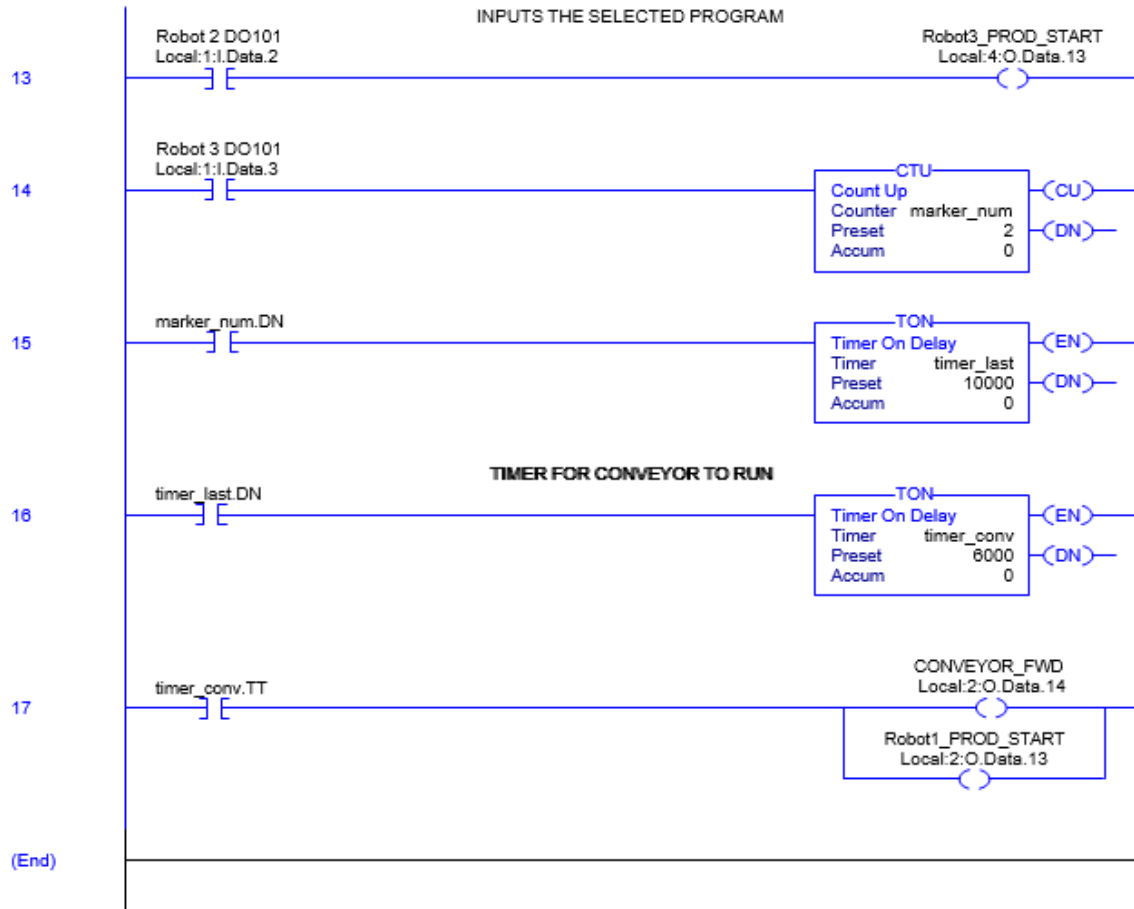 INPUTS THE SELECTED PROGRAM
Robot 2 DO101
Local:1:I.Data.2
Robot3_PROD_START
Local:4:O.Data.13
13
Robot 3 DO101
Local:1:I.Data.3
14
CTU
Count Up
Counter marker_num
Preset 2
Accum 0
CU
DN
marker_num.DN
15
TON
Timer On Delay
Timer timer_last
Preset 10000
Accum 0
EN
DN
TIMER FOR CONVEYOR TO RUN
timer_last.DN
16
TON
Timer On Delay
Timer timer_conv
Preset 6000
Accum 0
EN
DN
timer_conv.TT
17
CONVEYOR_FWD
Local:2:O.Data.14
Robot1_PROD_START
Local:2:O.Data.13
(End)